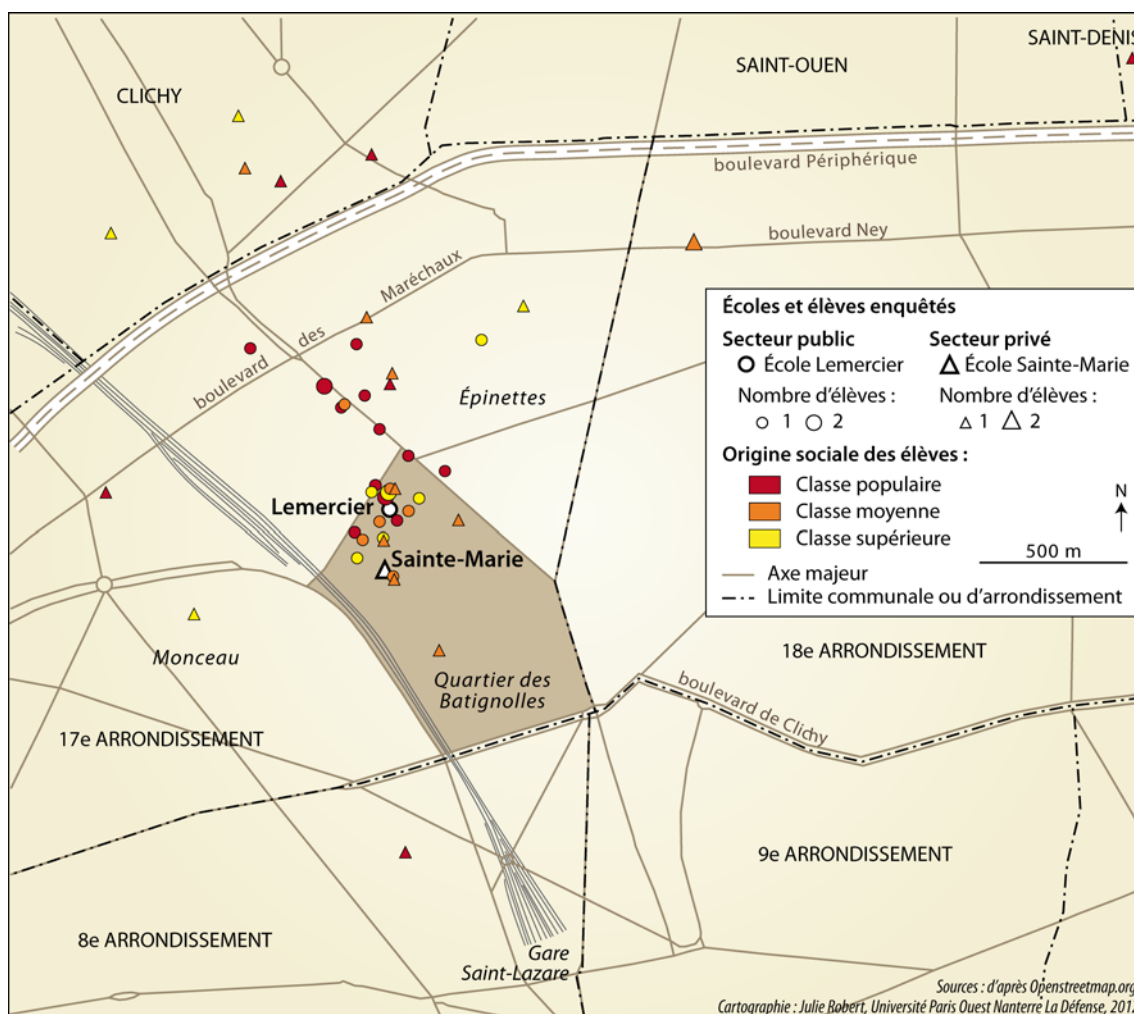 SAINT-DENIS
SAINT-OUEN
CLICHY
boulevard Périphérique
boulevard Ney
boulevard des Maréchaux
Épinettes
Écoles et élèves enquêtés
Secteur public
Secteur privé
École Lemercier
École Sainte-Marie
Nombre d'élèves :
Nombre d'élèves :
1 2
1 2
Origine sociale des élèves :
Classe populaire
Classe moyenne
Classe supérieure
N
500 m
Axe majeur
Limite communale ou d'arrondissement
Lemercier
Sainte-Marie
Monceau
Quartier des
Batignolles
18e ARRONDISSEMENT
boulevard de Clichy
17e ARRONDISSEMENT
9e ARRONDISSEMENT
8e ARRONDISSEMENT
Gare
Saint-Lazare
Sources : d'après Openstreetmap.org
Cartographie : Julie Robert, Université Paris Ouest Nanterre La Défense,